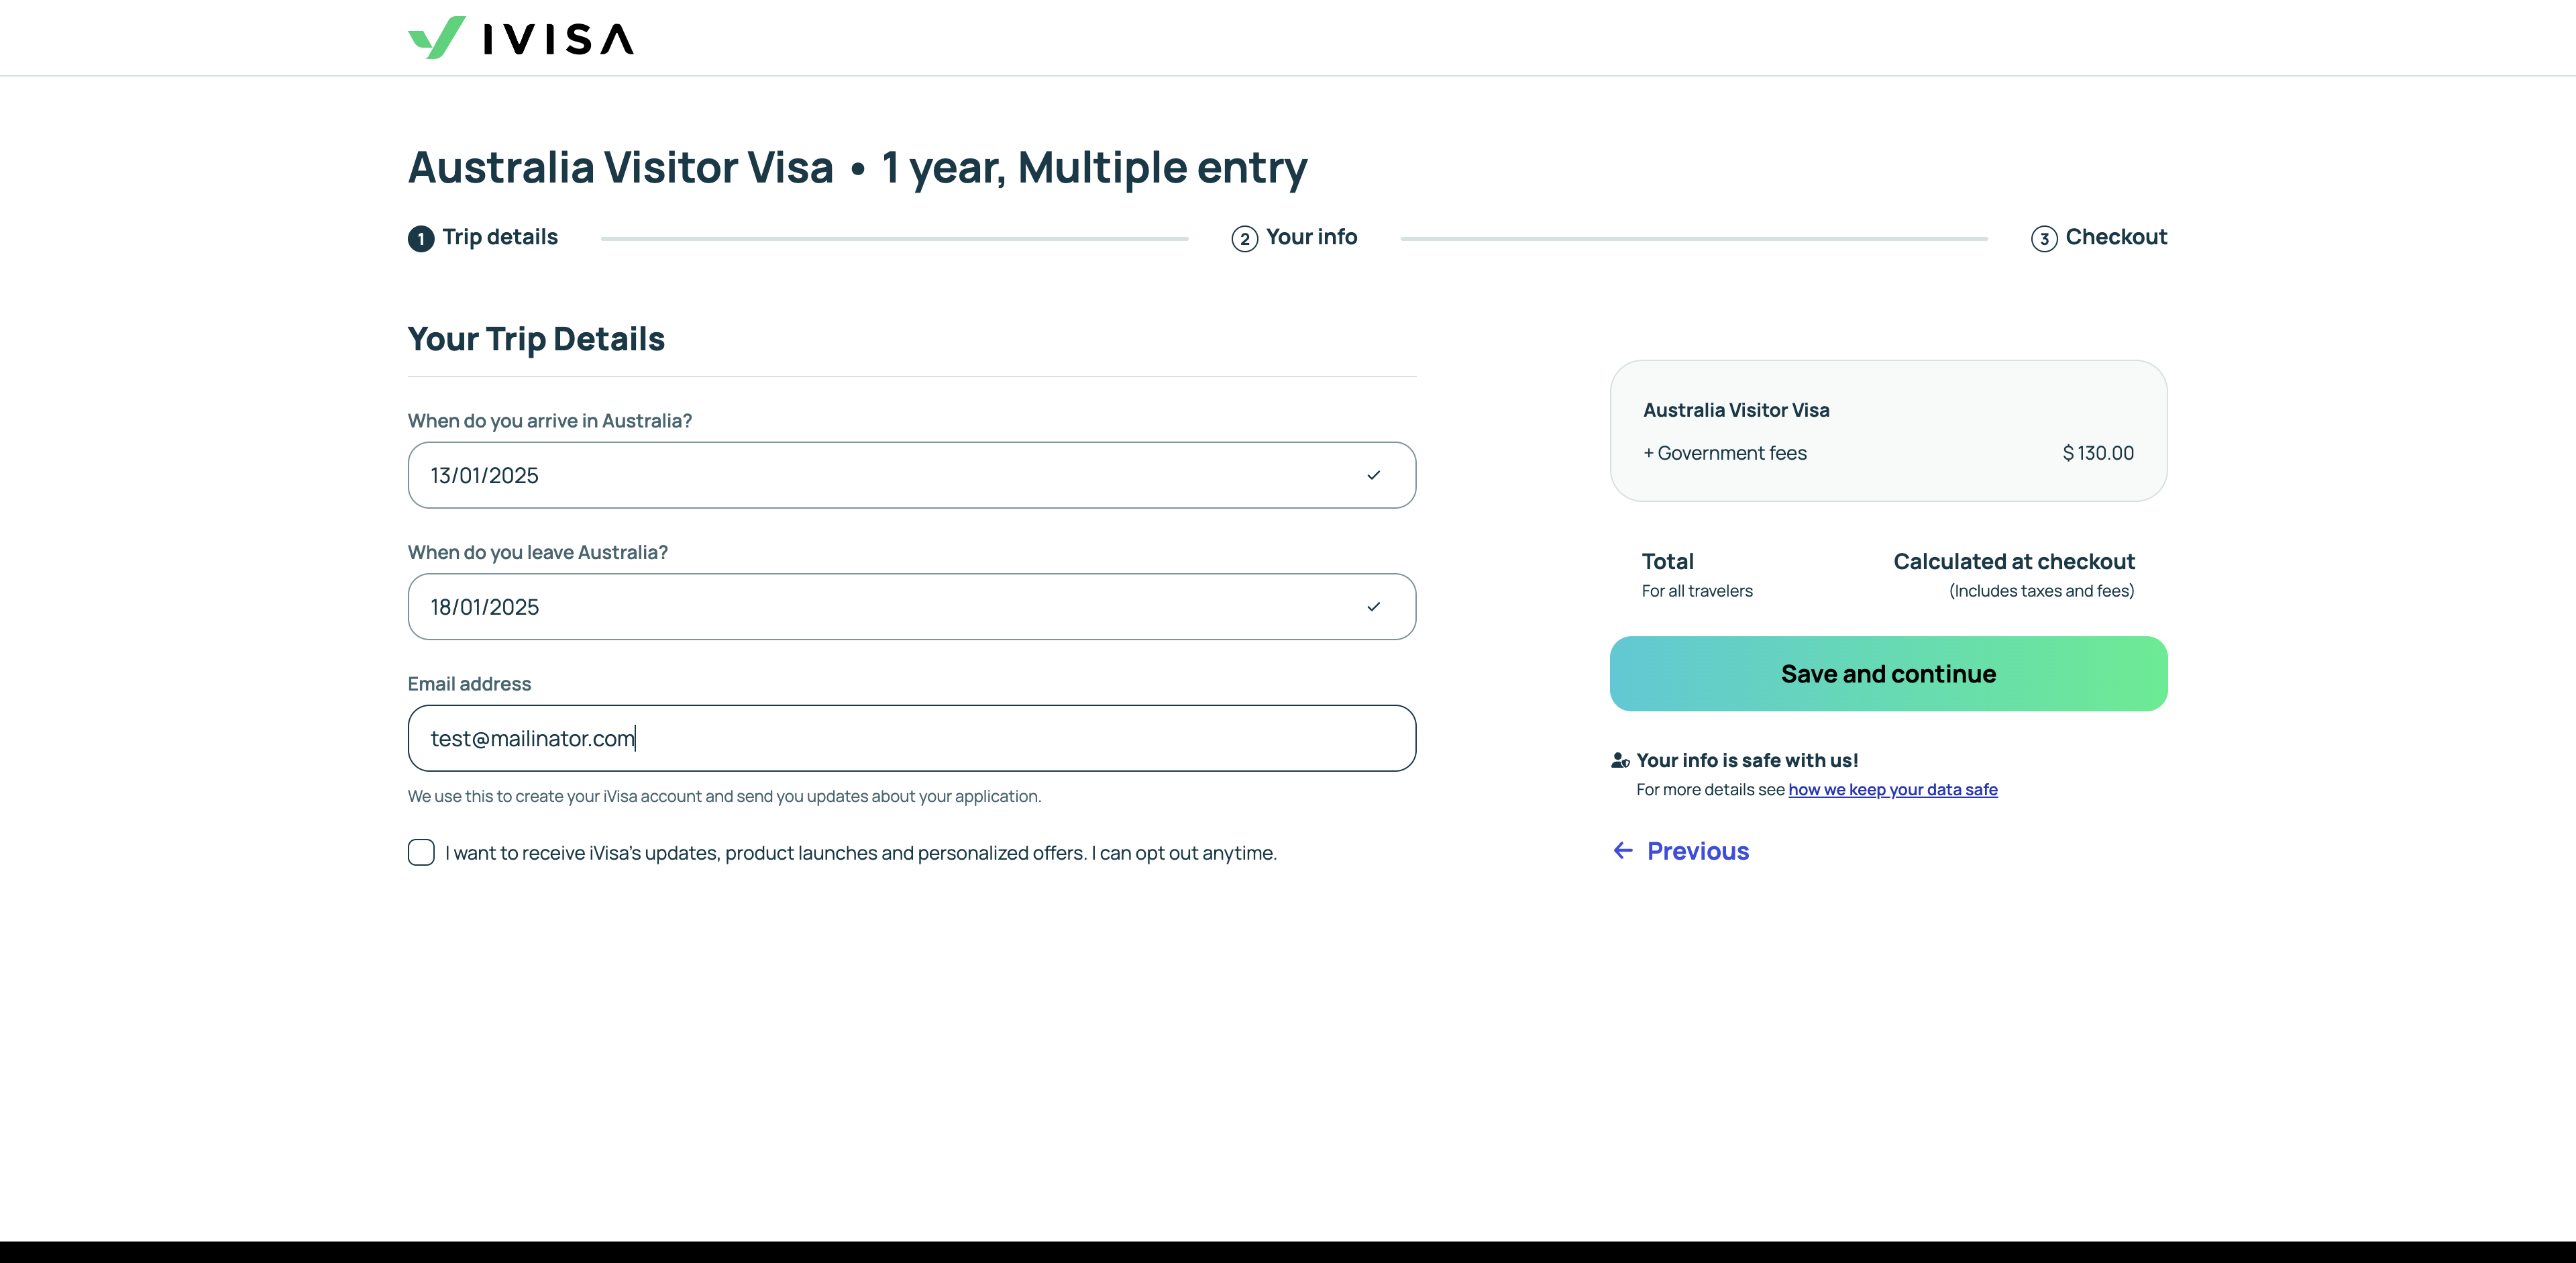 IVISA
Australia Visitor Visa • 1 year, Multiple entry
1 Trip details
2 Your info
3 Checkout
Your Trip Details
When do you arrive in Australia?
13/01/2025
When do you leave Australia?
18/01/2025
Email address
test@mailinator.com
We use this to create your iVisa account and send you updates about your application.
I want to receive iVisa's updates, product launches and personalized offers. I can opt out anytime.
Australia Visitor Visa
+ Government fees $ 130.00
Total Calculated at checkout
For all travelers (Includes taxes and fees)
Save and continue
Your info is safe with us!
For more details see how we keep your data safe
← Previous